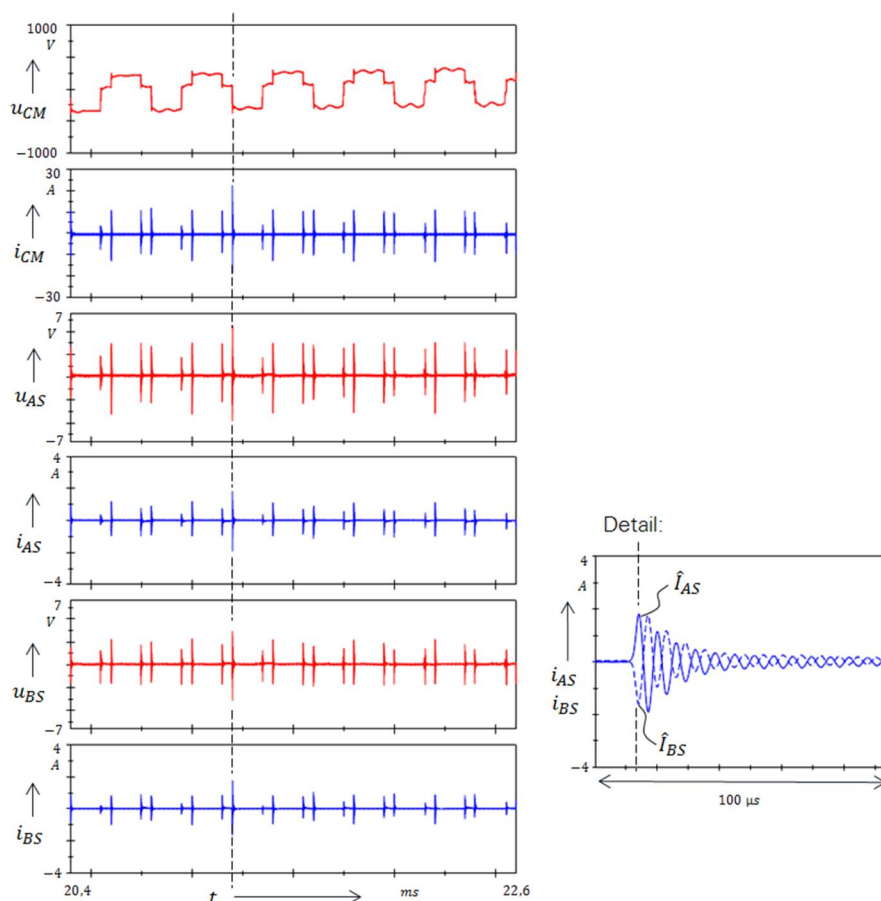 1000
V
u_CM
−1000
30
A
i_CM
−30
7
V
u_AS
−7
4
A
i_AS
−4
7
V
u_BS
−7
4
A
i_BS
−4
20,4
t
ms
22,6
Detail:
4
A
Î_AS
i_AS
i_BS
Î_BS
−4
100 μs